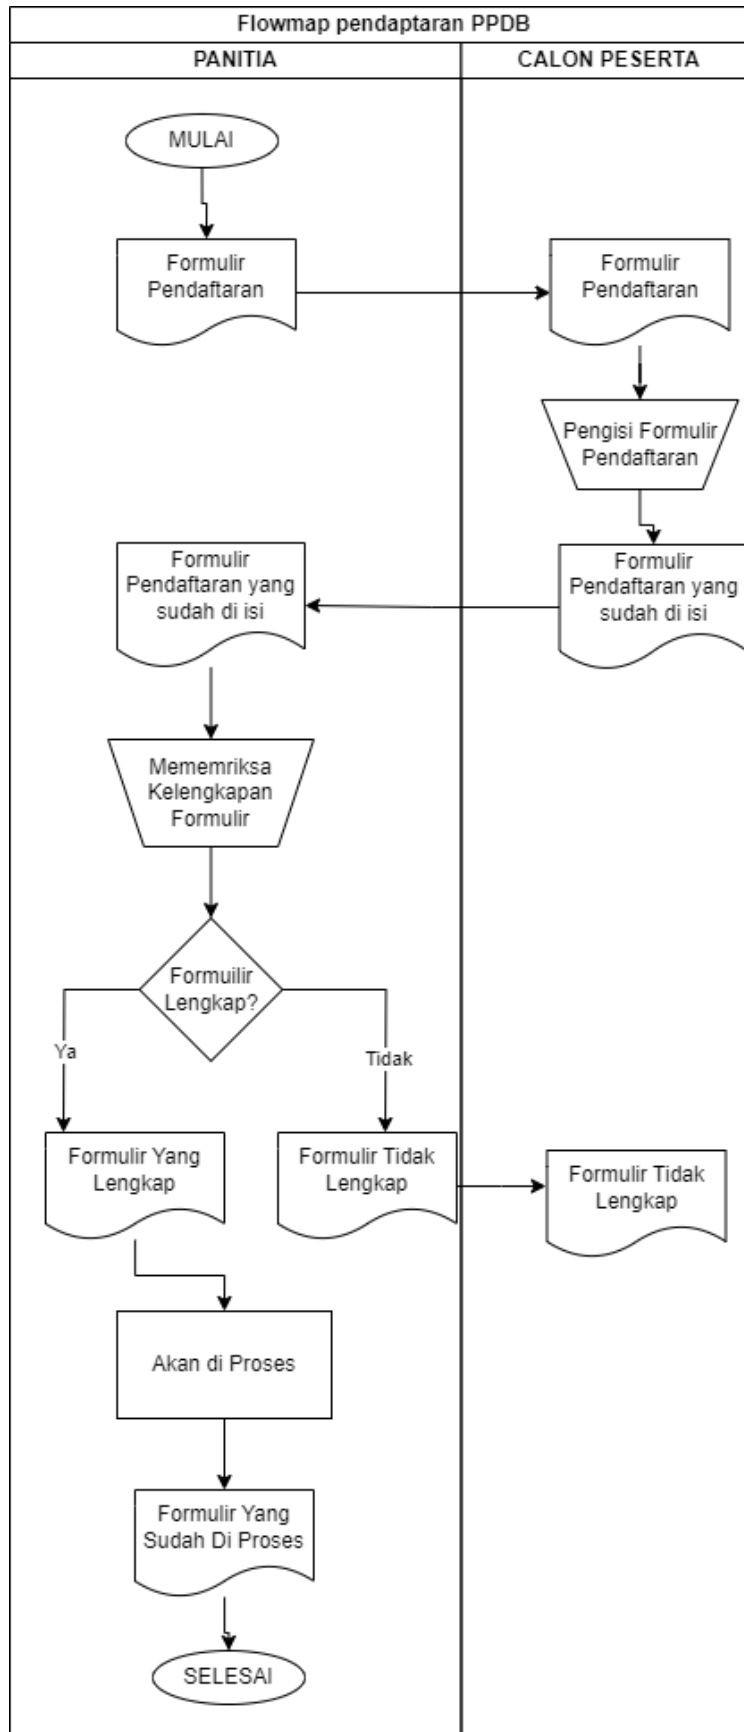 Flowmap pendaptaran PPDB
PANITIA
CALON PESERTA
MULAI
Formulir
Pendaftaran
Formulir
Pendaftaran
Pengisi Formulir
Pendaftaran
Formulir
Pendaftaran yang
sudah di isi
Formulir
Pendaftaran yang
sudah di isi
Mememriksa
Kelengkapan
Formulir
Formuilir
Lengkap?
Ya
Tidak
Formulir Yang
Lengkap
Formulir Tidak
Lengkap
Formulir Tidak
Lengkap
Akan di Proses
Formulir Yang
Sudah Di Proses
SELESAI